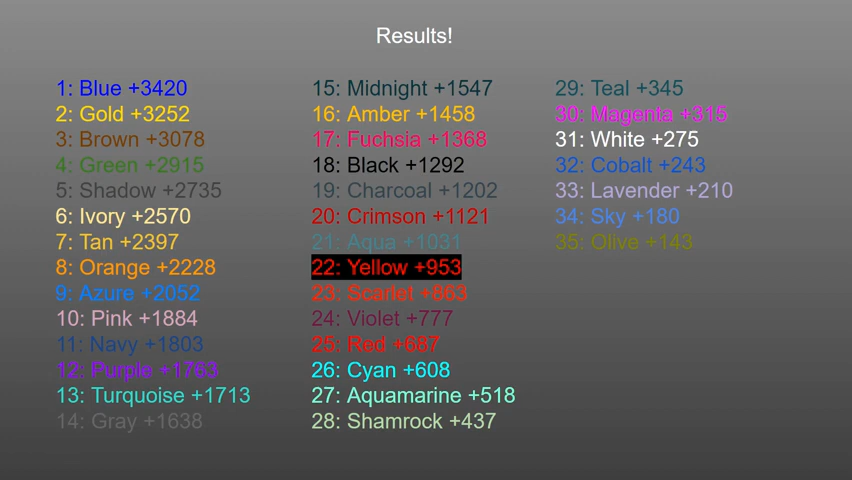 Results!
1: Blue +3420
2: Gold +3252
3: Brown +3078
4: Green +2915
5: Shadow +2735
6: Ivory +2570
7: Tan +2397
8: Orange +2228
9: Azure +2052
10: Pink +1884
11: Navy +1803
12: Purple +1763
13: Turquoise +1713
14: Gray +1638
15: Midnight +1547
16: Amber +1458
17: Fuchsia +1368
18: Black +1292
19: Charcoal +1202
20: Crimson +1121
21: Aqua +1031
22: Yellow +953
23: Scarlet +863
24: Violet +777
25: Red +687
26: Cyan +608
27: Aquamarine +518
28: Shamrock +437
29: Teal +345
30: Magenta +315
31: White +275
32: Cobalt +243
33: Lavender +210
34: Sky +180
35: Olive +143